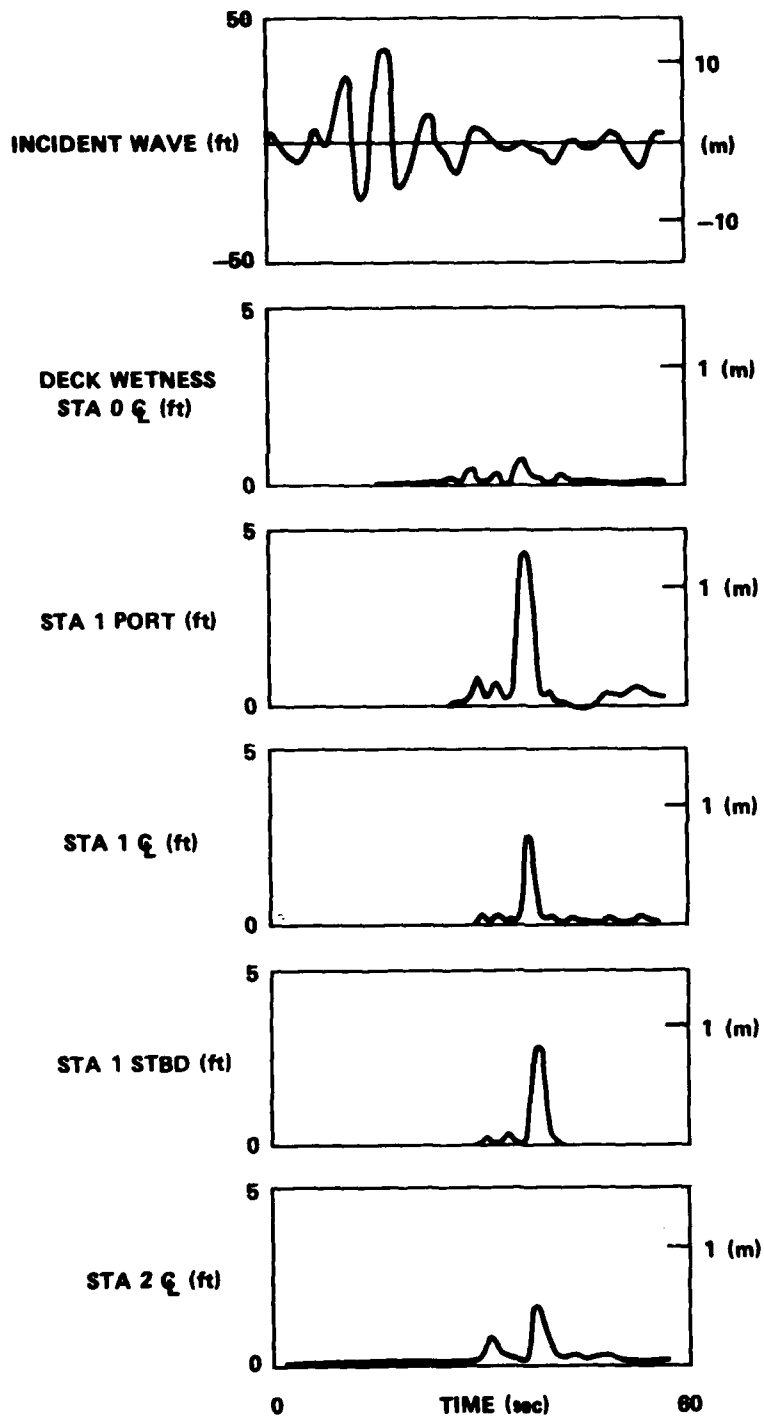 50
10
INCIDENT WAVE (ft)
(m)
-10
-50
5
1 (m)
DECK WETNESS
STA 0 ℄ (ft)
0
5
1 (m)
STA 1 PORT (ft)
0
5
1 (m)
STA 1 ℄ (ft)
0
5
1 (m)
STA 1 STBD (ft)
0
5
1 (m)
STA 2 ℄ (ft)
0
0 TIME (sec) 60